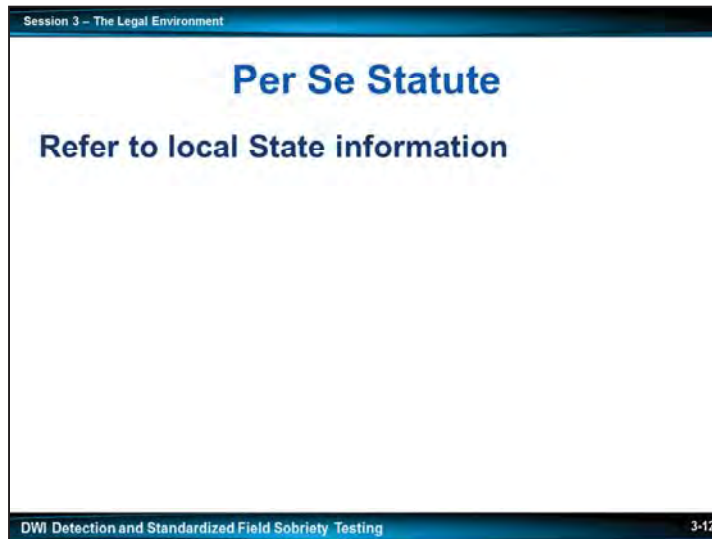 Session 3 – The Legal Environment
Per Se Statute
Refer to local State information
DWI Detection and Standardized Field Sobriety Testing 3-12